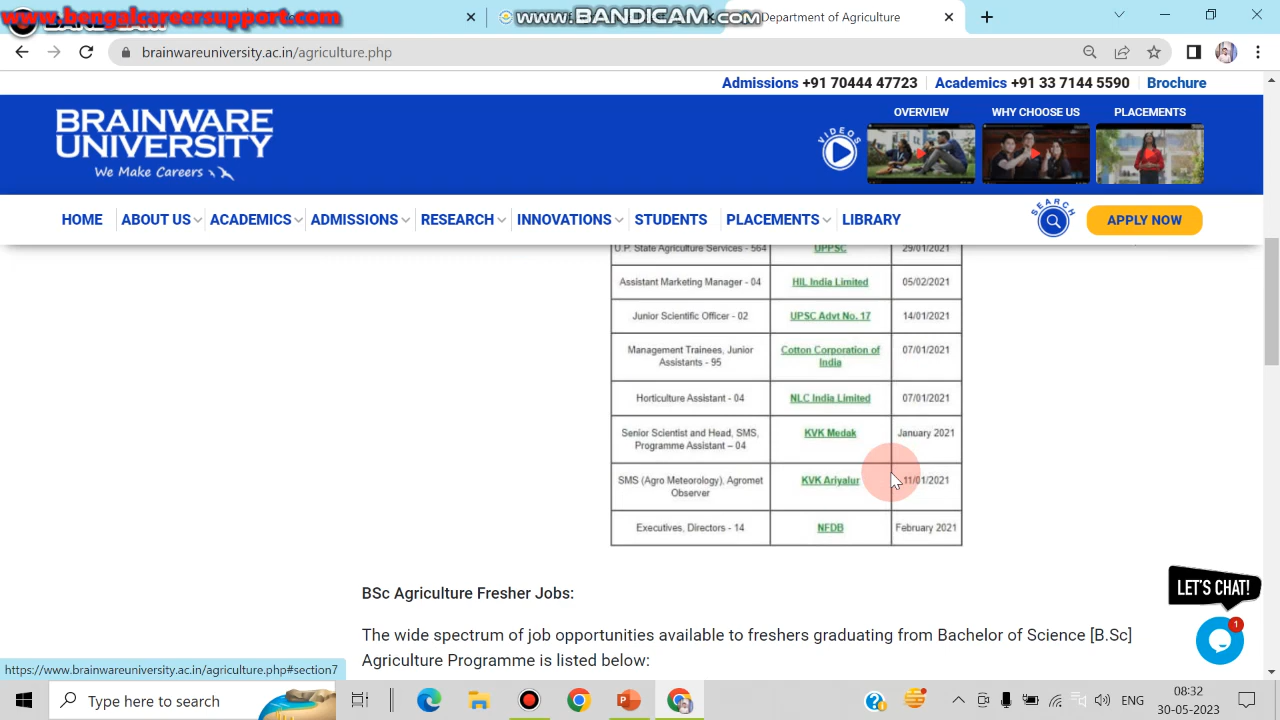 www.bengalcareersupport.com
www.BANDICAM.com
Department of Agriculture
brainwareuniversity.ac.in/agriculture.php
Admissions +91 70444 47723
Academics +91 33 7144 5590
Brochure
BRAINWARE
UNIVERSITY
We Make Careers
VIDEOS
OVERVIEW
WHY CHOOSE US
PLACEMENTS
HOME
ABOUT US
ACADEMICS
ADMISSIONS
RESEARCH
INNOVATIONS
STUDENTS
PLACEMENTS
LIBRARY
SEARCH
APPLY NOW
U.P. State Agriculture Services - 564
UPPSC
29/01/2021
Assistant Marketing Manager - 04
HIL India Limited
05/02/2021
Junior Scientific Officer - 02
UPSC Advt No. 17
14/01/2021
Management Trainees, Junior
Assistants - 95
Cotton Corporation of
India
07/01/2021
Horticulture Assistant - 04
NLC India Limited
07/01/2021
Senior Scientist and Head, SMS,
Programme Assistant – 04
KVK Medak
January 2021
SMS (Agro Meteorology), Agromet
Observer
KVK Ariyalur
11/01/2021
Executives, Directors - 14
NFDB
February 2021
BSc Agriculture Fresher Jobs:
The wide spectrum of job opportunities available to freshers graduating from Bachelor of Science [B.Sc]
Agriculture Programme is listed below:
LET'S CHAT!
1
https://www.brainwareuniversity.ac.in/agriculture.php#section7
Type here to search
ENG
08:32
30-05-2023